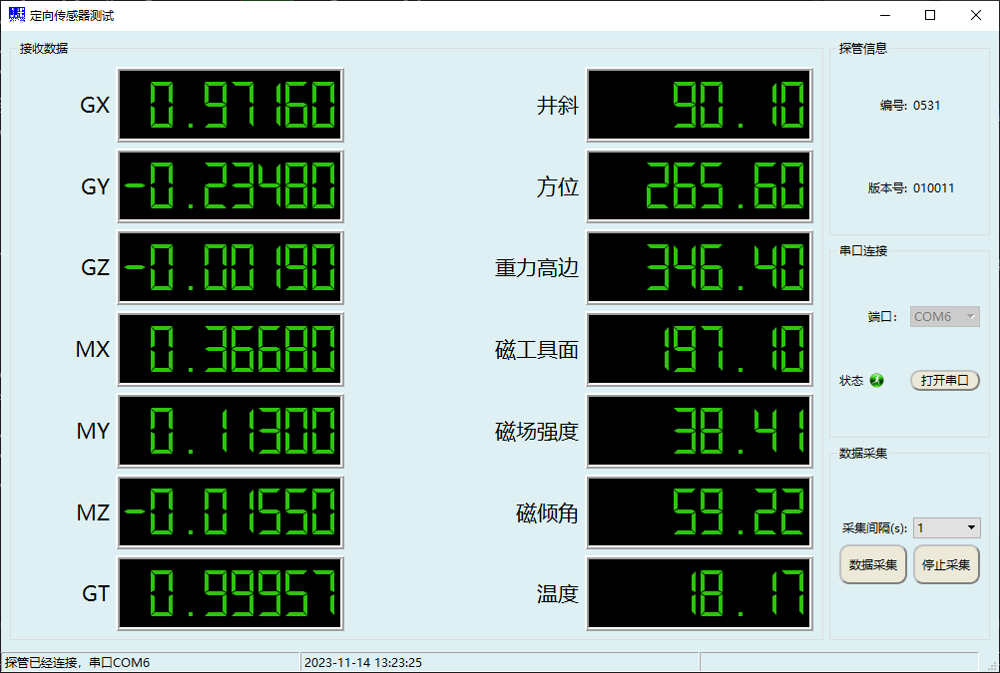 定向传感器测试
接收数据
GX 0.97160
GY -0.23480
GZ -0.00190
MX 0.36680
MY 0.11300
MZ -0.01550
GT 0.99957
井斜 90.10
方位 265.60
重力高边 346.40
磁工具面 197.10
磁场强度 38.41
磁倾角 59.22
温度 18.17
探管信息
编号: 0531
版本号: 010011
串口连接
端口: COM6
状态 打开串口
数据采集
采集间隔(s): 1
数据采集 停止采集
探管已经连接，串口COM6 2023-11-14 13:23:25